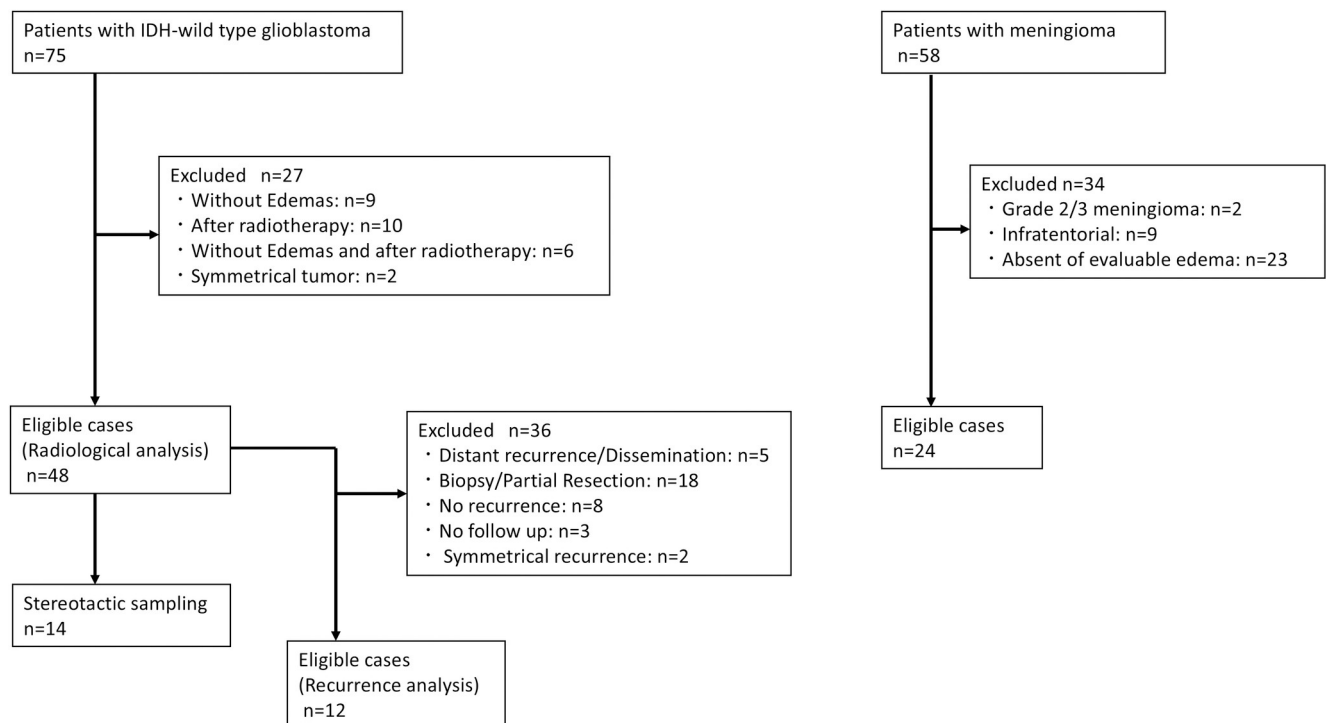 Patients with IDH-wild type glioblastoma
n=75
Excluded n=27
・Without Edemas: n=9
・After radiotherapy: n=10
・Without Edemas and after radiotherapy: n=6
・Symmetrical tumor: n=2
Eligible cases
(Radiological analysis)
n=48
Excluded n=36
・Distant recurrence/Dissemination: n=5
・Biopsy/Partial Resection: n=18
・No recurrence: n=8
・No follow up: n=3
・ Symmetrical recurrence: n=2
Stereotactic sampling
n=14
Eligible cases
(Recurrence analysis)
n=12
Patients with meningioma
n=58
Excluded n=34
・Grade 2/3 meningioma: n=2
・Infratentorial: n=9
・Absent of evaluable edema: n=23
Eligible cases
n=24